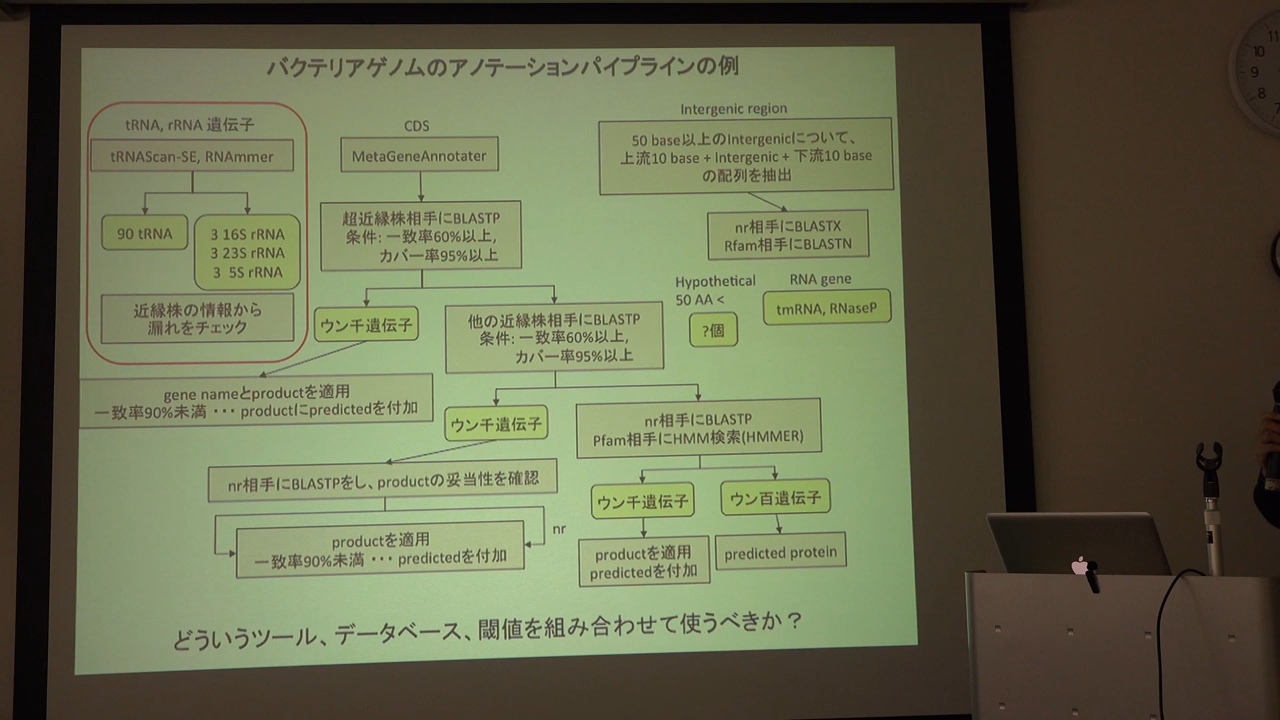 バクテリアゲノムのアノテーションパイプラインの例
tRNA, rRNA 遺伝子
tRNAScan-SE, RNAmmer
90 tRNA
3 16S rRNA
3 23S rRNA
3 5S rRNA
近縁株の情報から
漏れをチェック
CDS
MetaGeneAnnotater
超近縁株相手にBLASTP
条件: 一致率60%以上,
カバー率95%以上
ウン千遺伝子
gene nameとproductを適用
一致率90%未満 ･･･ productにpredictedを付加
他の近縁株相手にBLASTP
条件: 一致率60%以上,
カバー率95%以上
ウン千遺伝子
nr相手にBLASTPをし、productの妥当性を確認
nr
productを適用
一致率90%未満 ･･･ predictedを付加
nr相手にBLASTP
Pfam相手にHMM検索(HMMER)
ウン千遺伝子
productを適用
predictedを付加
ウン百遺伝子
predicted protein
Intergenic region
50 base以上のIntergenicについて、
上流10 base + Intergenic + 下流10 base
の配列を抽出
nr相手にBLASTX
Rfam相手にBLASTN
Hypothetical
50 AA <
?個
RNA gene
tmRNA, RNaseP
どういうツール、データベース、閾値を組み合わせて使うべきか？
11
10
9
8